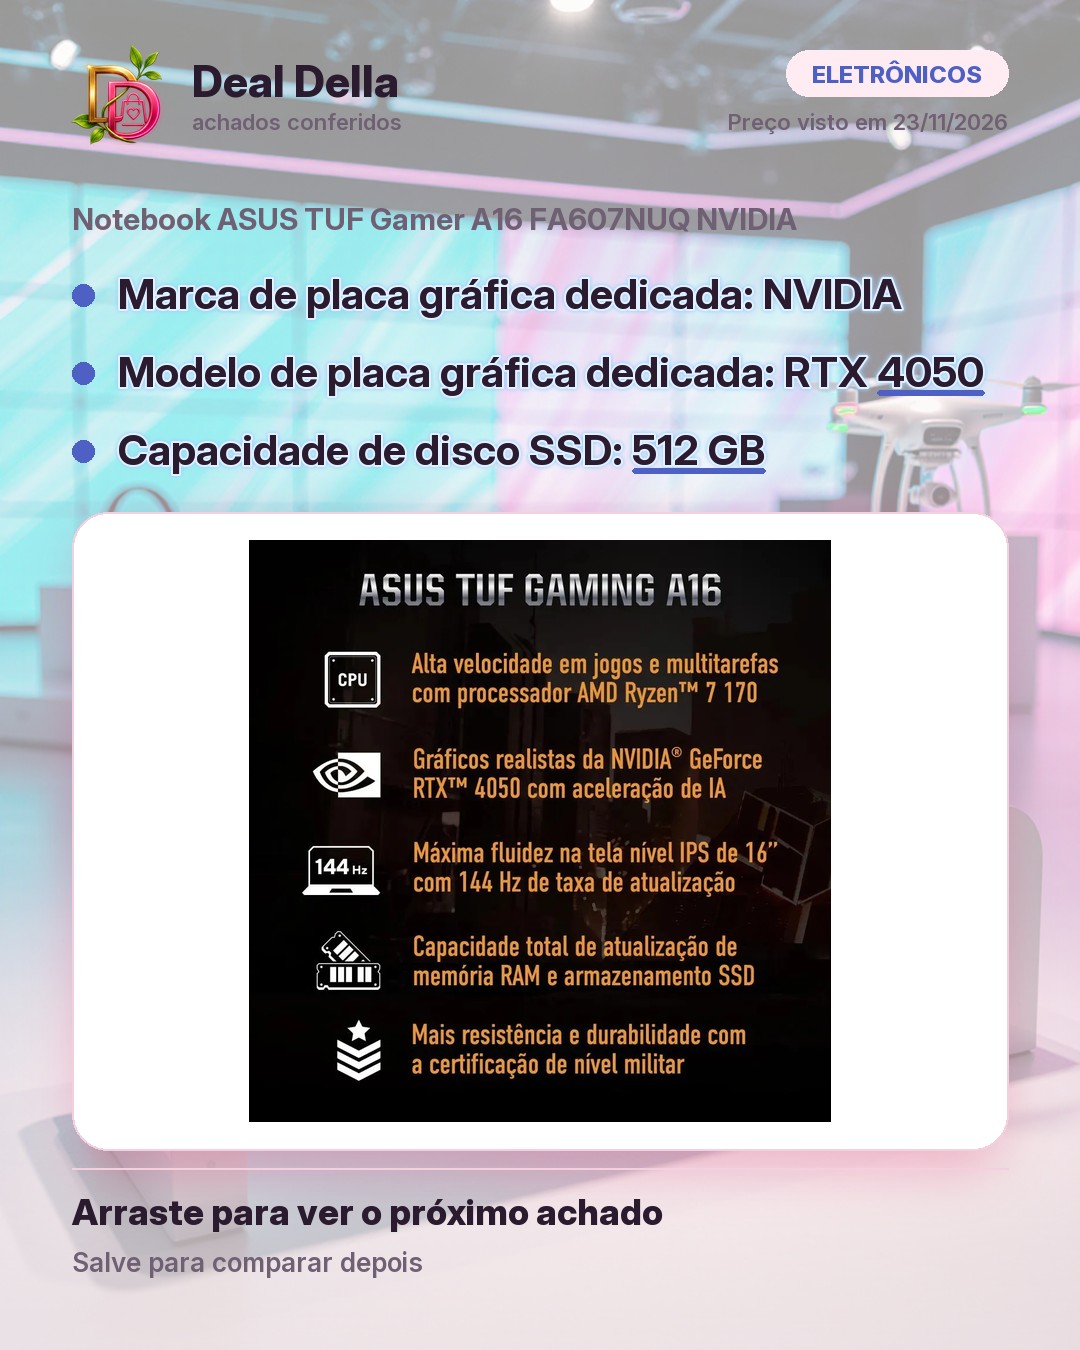 Deal Della
achados conferidos
ELETRÔNICOS
Preço visto em 23/11/2026
Notebook ASUS TUF Gamer A16 FA607NUQ NVIDIA
Marca de placa gráfica dedicada: NVIDIA
Modelo de placa gráfica dedicada: RTX 4050
Capacidade de disco SSD: 512 GB
ASUS TUF GAMING A16
CPU
Alta velocidade em jogos e multitarefas
com processador AMD Ryzen™ 7 170
Gráficos realistas da NVIDIA® GeForce
RTX™ 4050 com aceleração de IA
144 Hz
Máxima fluidez na tela nível IPS de 16”
com 144 Hz de taxa de atualização
Capacidade total de atualização de
memória RAM e armazenamento SSD
Mais resistência e durabilidade com
a certificação de nível militar
Arraste para ver o próximo achado
Salve para comparar depois